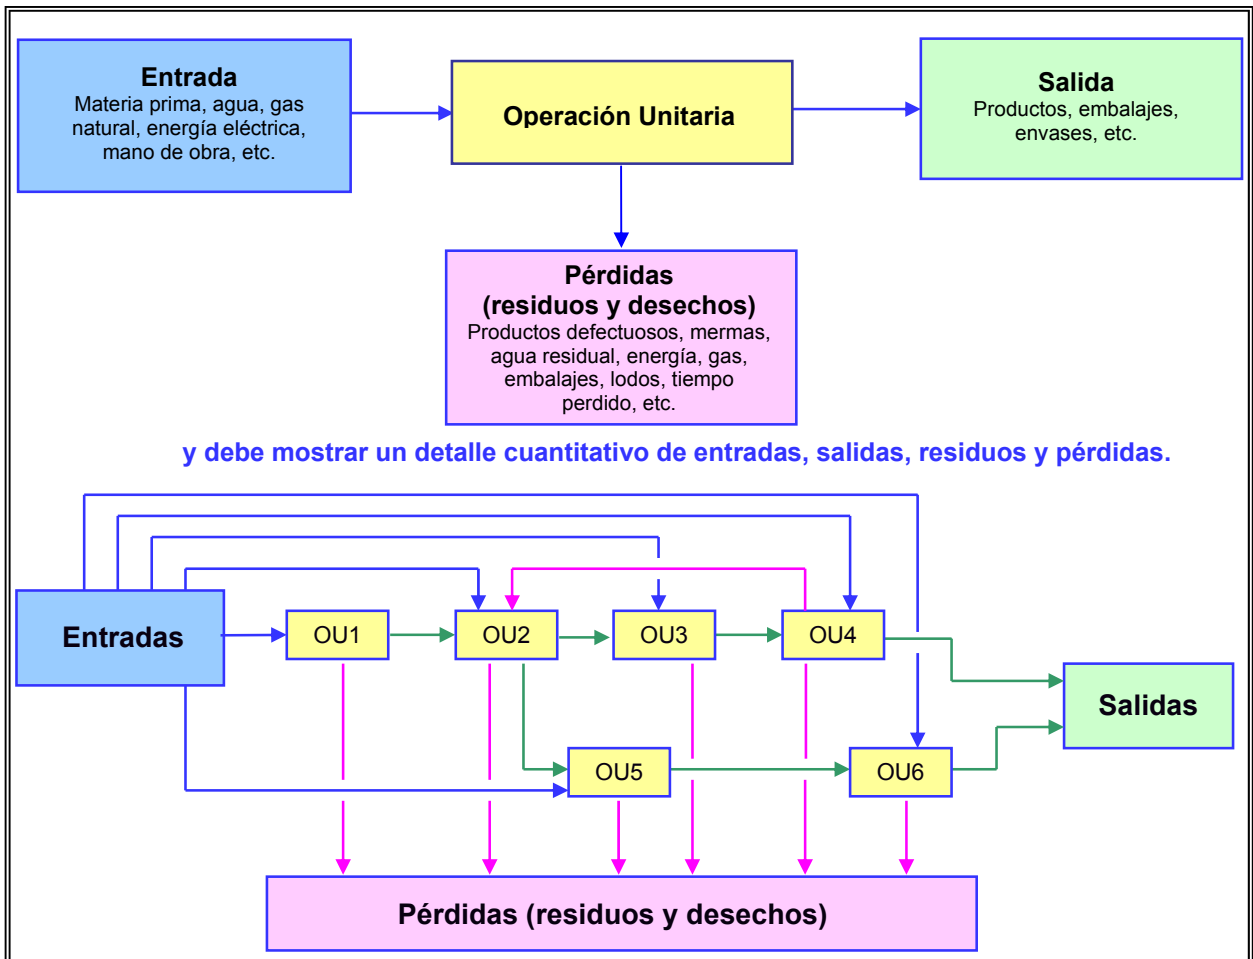 Entrada
Materia prima, agua, gas
natural, energía eléctrica,
mano de obra, etc.
Operación Unitaria
Salida
Productos, embalajes,
envases, etc.
Pérdidas
(residuos y desechos)
Productos defectuosos, mermas,
agua residual, energía, gas,
embalajes, lodos, tiempo
perdido, etc.
y debe mostrar un detalle cuantitativo de entradas, salidas, residuos y pérdidas.
Entradas
OU1
OU2
OU3
OU4
Salidas
OU5
OU6
Pérdidas (residuos y desechos)